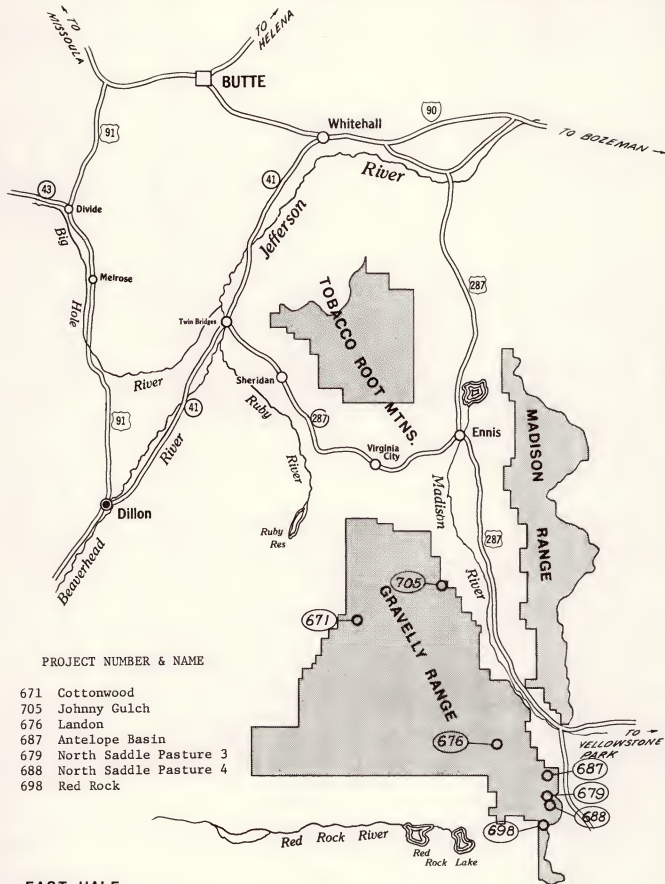 TO
MISSOULA
TO
HELENA
BUTTE
Whitehall
90
TO BOZEMAN
91
41
River
Jefferson
43
Divide
Big
Hole
Melrose
287
TOBACCO ROOT MTNS.
Twin Bridges
River
Sheridan
Ruby
River
287
41
91
River
Virginia
City
Ennis
MADISON
RANGE
Madison
River
287
Dillon
Beaverhead
Ruby
Res
705
671
GRAVELLY RANGE
676
TO
YELLOWSTONE
PARK
687
679
688
698
PROJECT NUMBER & NAME
671 Cottonwood
705 Johnny Gulch
676 Landon
687 Antelope Basin
679 North Saddle Pasture 3
688 North Saddle Pasture 4
698 Red Rock
Red Rock River
Red
Rock Lake
EAST HALF